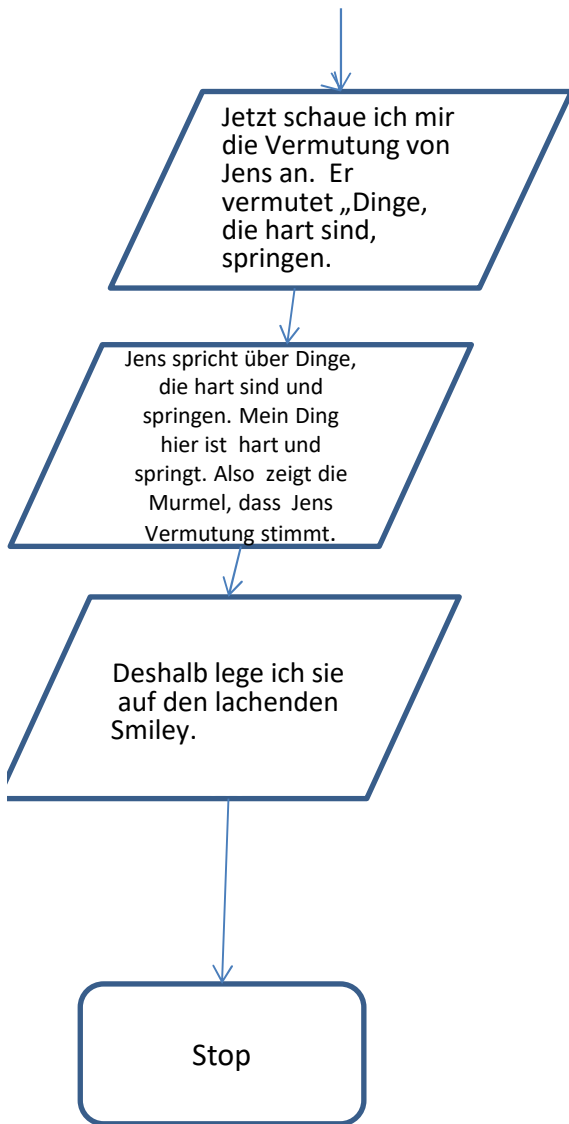 Jetzt schaue ich mir
die Vermutung von
Jens an.  Er
vermutet „Dinge,
die hart sind,
springen.
Jens spricht über Dinge,
die hart sind und
springen. Mein Ding
hier ist  hart und
springt. Also  zeigt die
Murmel, dass  Jens
Vermutung stimmt.
Deshalb lege ich sie
auf den lachenden
Smiley.
Stop